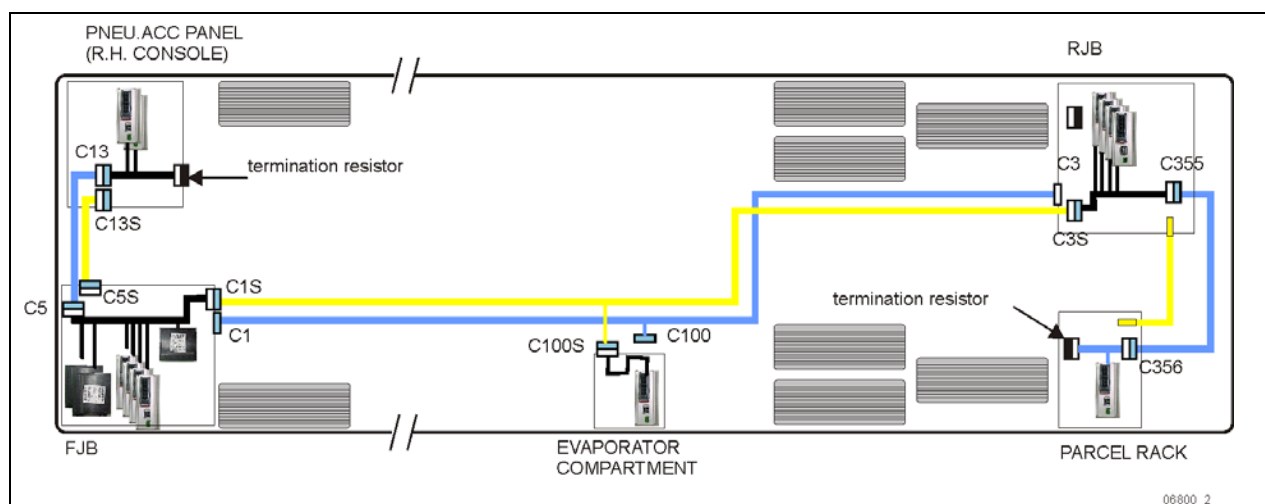 PNEU.ACC PANEL
(R.H. CONSOLE)
RJB
C13
termination resistor
C3
C355
C13S
C3S
C5
C5S
C1S
C1
termination resistor
C100S
C100
C356
FJB
EVAPORATOR
COMPARTMENT
PARCEL RACK
06800_2